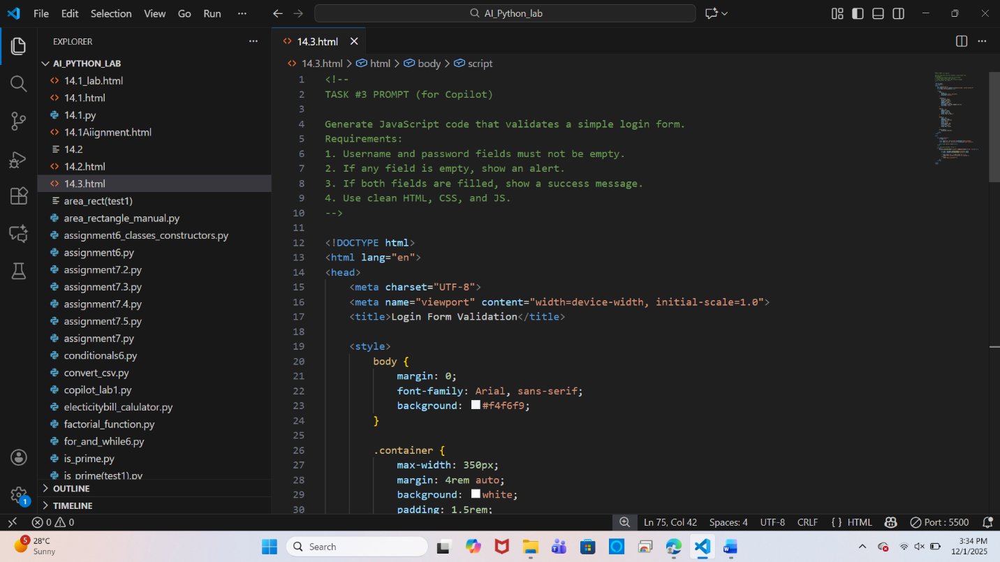 File Edit Selection View Go Run ··· AI_Python_lab
EXPLORER
AI_PYTHON_LAB
14.1_lab.html
14.1.html
14.1.py
14.1Aiignment.html
14.2
14.2.html
14.3.html
area_rect(test1)
area_rectangle_manual.py
assignment6_classes_constructors.py
assignment6.py
assignment7.2.py
assignment7.3.py
assignment7.4.py
assignment7.5.py
assignment7.py
conditionals6.py
convert_csv.py
copilot_lab1.py
electicitybill_calulator.py
factorial_function.py
for_and_while6.py
is_prime.py
is_prime(test1).py
OUTLINE
TIMELINE
14.3.html
14.3.html > html > body > script
1 <!--
2 TASK #3 PROMPT (for Copilot)
3
4 Generate JavaScript code that validates a simple login form.
5 Requirements:
6 1. Username and password fields must not be empty.
7 2. If any field is empty, show an alert.
8 3. If both fields are filled, show a success message.
9 4. Use clean HTML, CSS, and JS.
10 -->
11
12 <!DOCTYPE html>
13 <html lang="en">
14 <head>
15 <meta charset="UTF-8">
16 <meta name="viewport" content="width=device-width, initial-scale=1.0">
17 <title>Login Form Validation</title>
18
19 <style>
20 body {
21 margin: 0;
22 font-family: Arial, sans-serif;
23 background: #f4f6f9;
24 }
25
26 .container {
27 max-width: 350px;
28 margin: 4rem auto;
29 background: white;
30 padding: 1.5rem;
0 0 Ln 75, Col 42 Spaces: 4 UTF-8 CRLF { } HTML Port : 5500
1
5
28°C
Sunny
Search
3:34 PM
12/1/2025